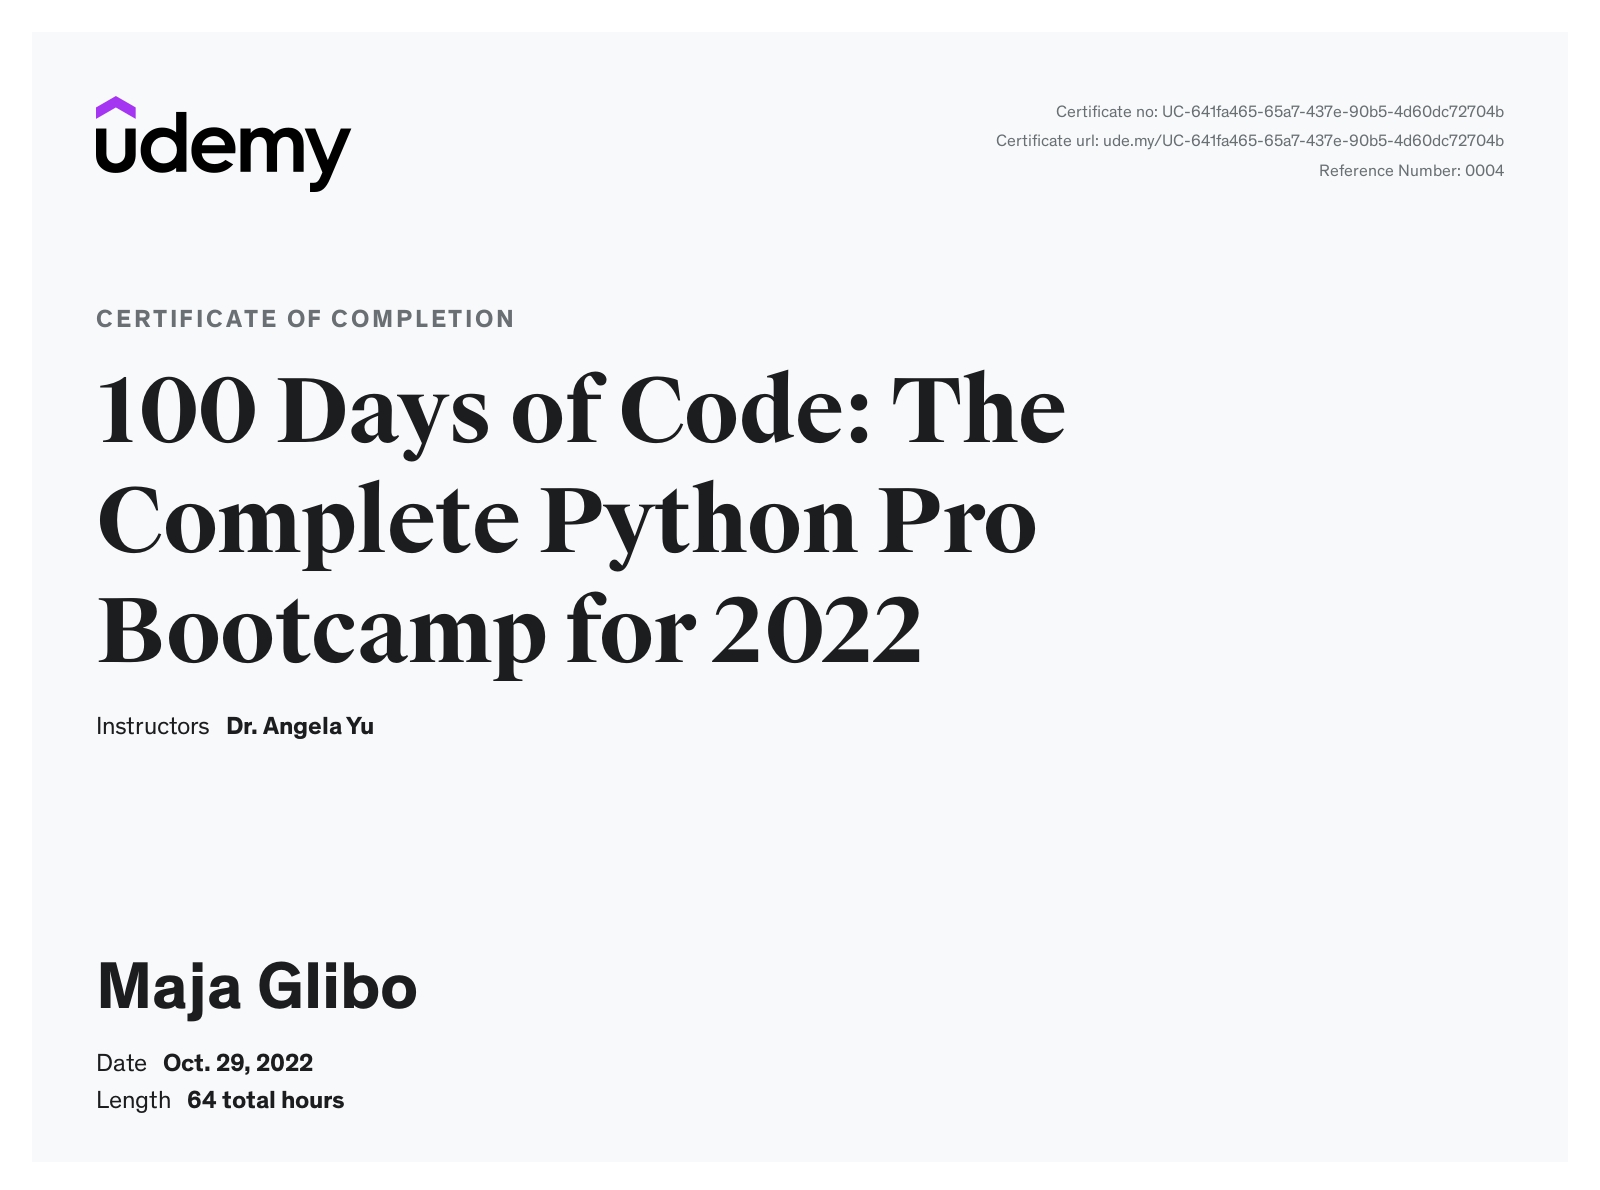 udemy
Certificate no: UC-641fa465-65a7-437e-90b5-4d60dc72704b
Certificate url: ude.my/UC-641fa465-65a7-437e-90b5-4d60dc72704b
Reference Number: 0004
CERTIFICATE OF COMPLETION
100 Days of Code: The
Complete Python Pro
Bootcamp for 2022
Instructors Dr. Angela Yu
Maja Glibo
Date Oct. 29, 2022
Length 64 total hours